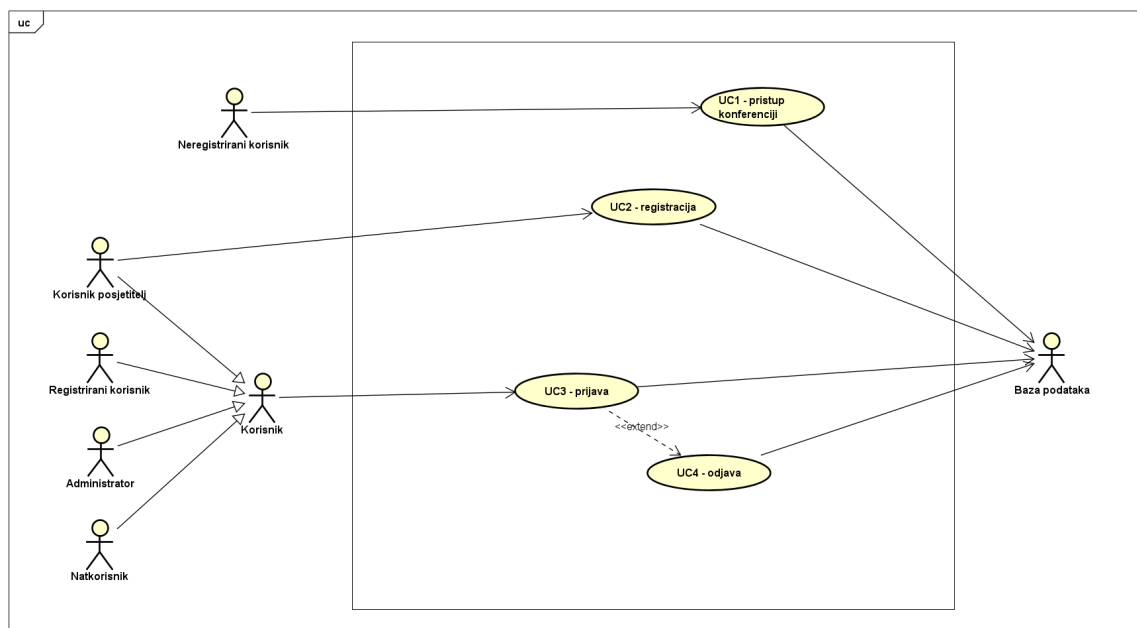 uc
UC1 - pristup
konferenciji
Neregistrirani korisnik
UC2 - registracija
Korisnik posjetitelj
Registrirani korisnik
Baza podataka
UC3 - prijava
Korisnik
<<extend>>
UC4 - odjava
Administrator
Natkorisnik